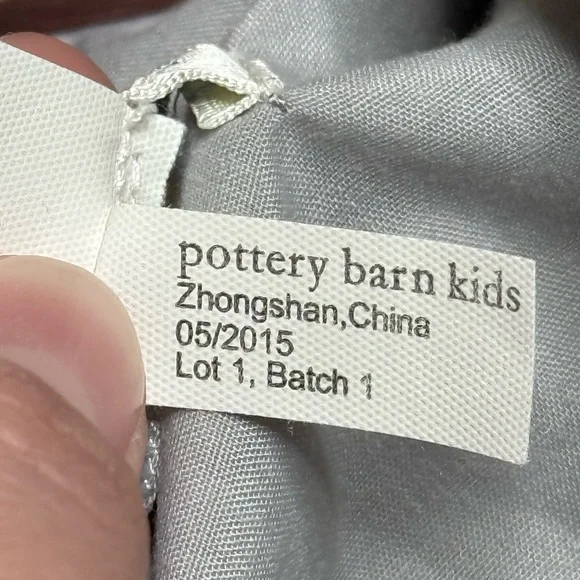 pottery barn kids
Zhongshan,China
05/2015
Lot 1, Batch 1